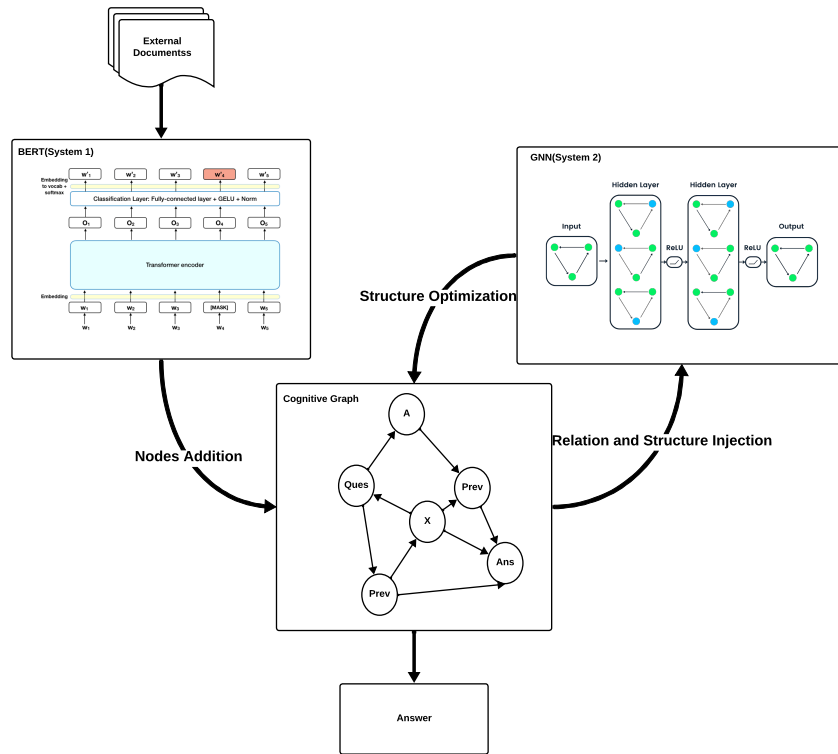 External
Documentss
BERT(System 1)
w'₁ w'₂ w'₃ w'₄ w'₅
Embedding
to vocab +
softmax
Classification Layer: Fully-connected layer + GELU + Norm
O₁ O₂ O₃ O₄ O₅
Transformer encoder
Embedding
w₁ w₂ w₃ [MASK] w₅
w₁ w₂ w₃ w₄ w₅
GNN(System 2)
Hidden Layer Hidden Layer
Input ReLU ReLU Output
Structure Optimization
Nodes Addition
Relation and Structure Injection
Cognitive Graph
A
Ques
Prev
X
Ans
Prev
Answer